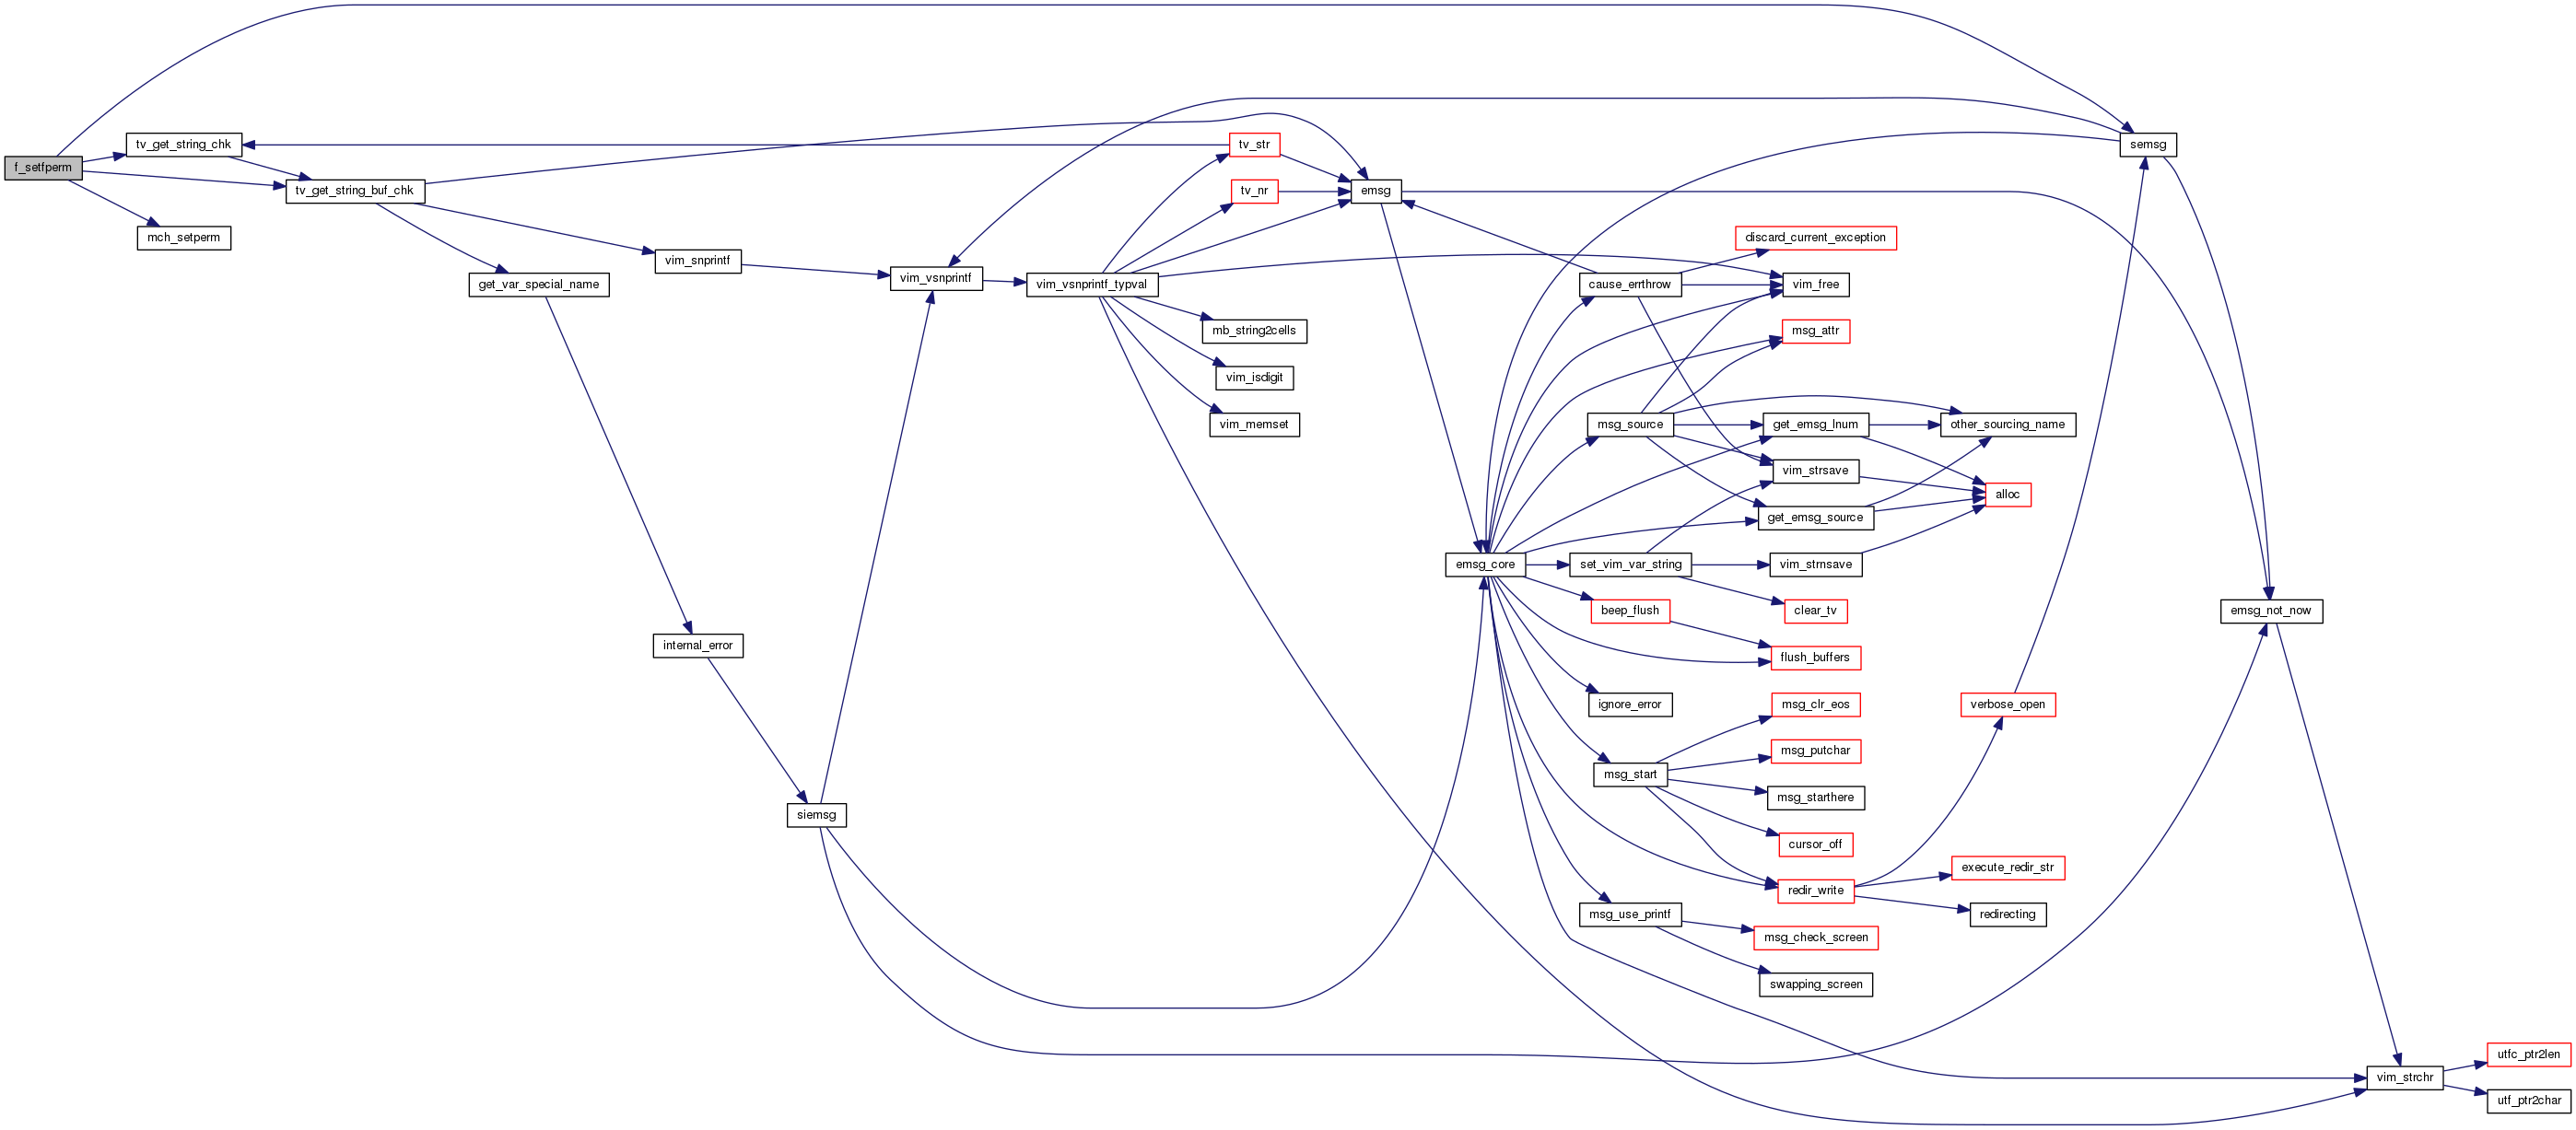 f_setfperm
tv_get_string_chk
tv_get_string_buf_chk
mch_setperm
get_var_special_name
vim_snprintf
internal_error
siemsg
vim_vsnprintf
vim_vsnprintf_typval
tv_str
tv_nr
mb_string2cells
vim_isdigit
vim_memset
emsg
emsg_core
cause_errthrow
msg_source
set_vim_var_string
beep_flush
ignore_error
msg_start
msg_use_printf
discard_current_exception
vim_free
msg_attr
get_emsg_lnum
vim_strsave
get_emsg_source
vim_strnsave
clear_tv
flush_buffers
msg_clr_eos
msg_putchar
msg_starthere
cursor_off
redir_write
msg_check_screen
swapping_screen
other_sourcing_name
alloc
verbose_open
execute_redir_str
redirecting
semsg
emsg_not_now
vim_strchr
utfc_ptr2len
utf_ptr2char